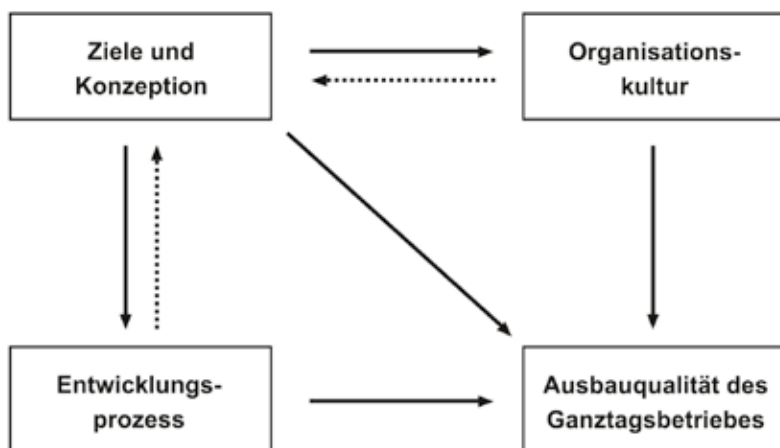 Ziele und
Konzeption
Organisations-
kultur
Entwicklungs-
prozess
Ausbauqualität des
Ganztagsbetriebes